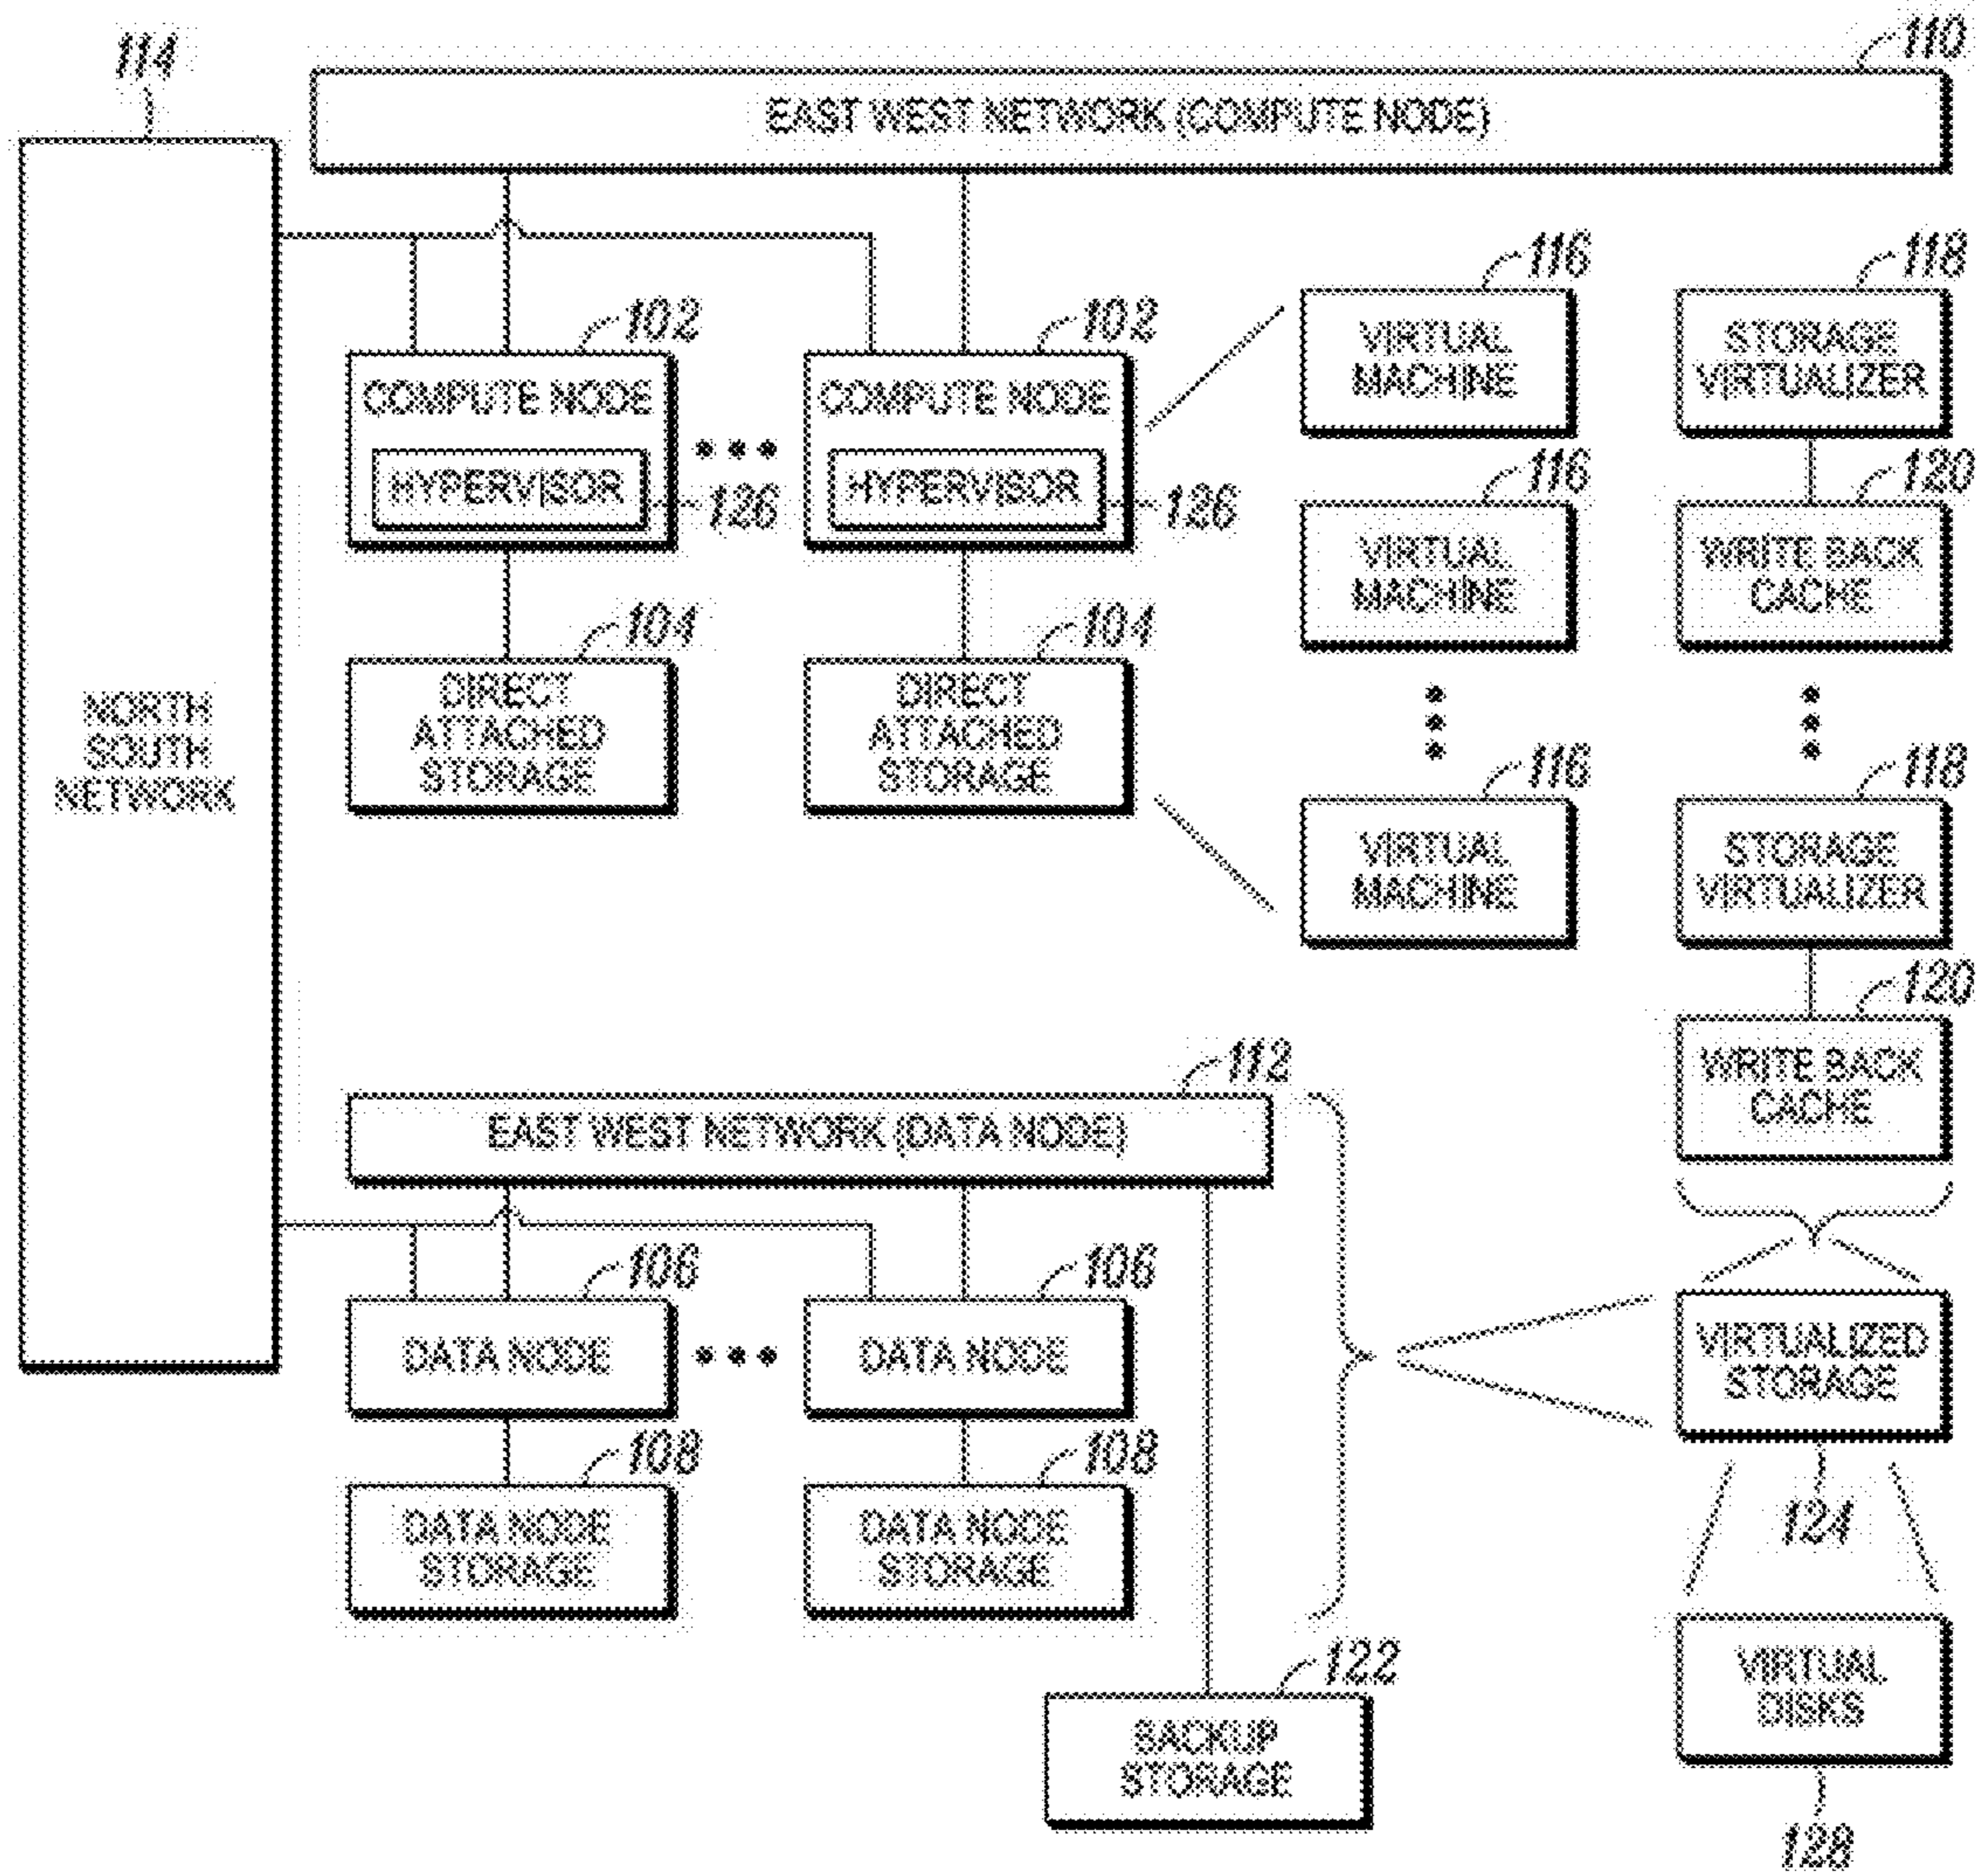 114
110
EAST WEST NETWORK (COMPUTE NODE)
116
118
102
102
VIRTUAL
MACHINE
STORAGE
VIRTUALIZER
COMPUTE NODE
COMPUTE NODE
HYPERVISOR
HYPERVISOR
126
126
116
120
VIRTUAL
MACHINE
WRITE BACK
CACHE
104
104
DIRECT
ATTACHED
STORAGE
DIRECT
ATTACHED
STORAGE
NORTH
SOUTH
NETWORK
116
118
VIRTUAL
MACHINE
STORAGE
VIRTUALIZER
120
WRITE BACK
CACHE
112
EAST WEST NETWORK (DATA NODE)
106
106
DATA NODE
DATA NODE
VIRTUALIZED
STORAGE
124
108
108
DATA NODE
STORAGE
DATA NODE
STORAGE
122
BACKUP
STORAGE
VIRTUAL
DISKS
128